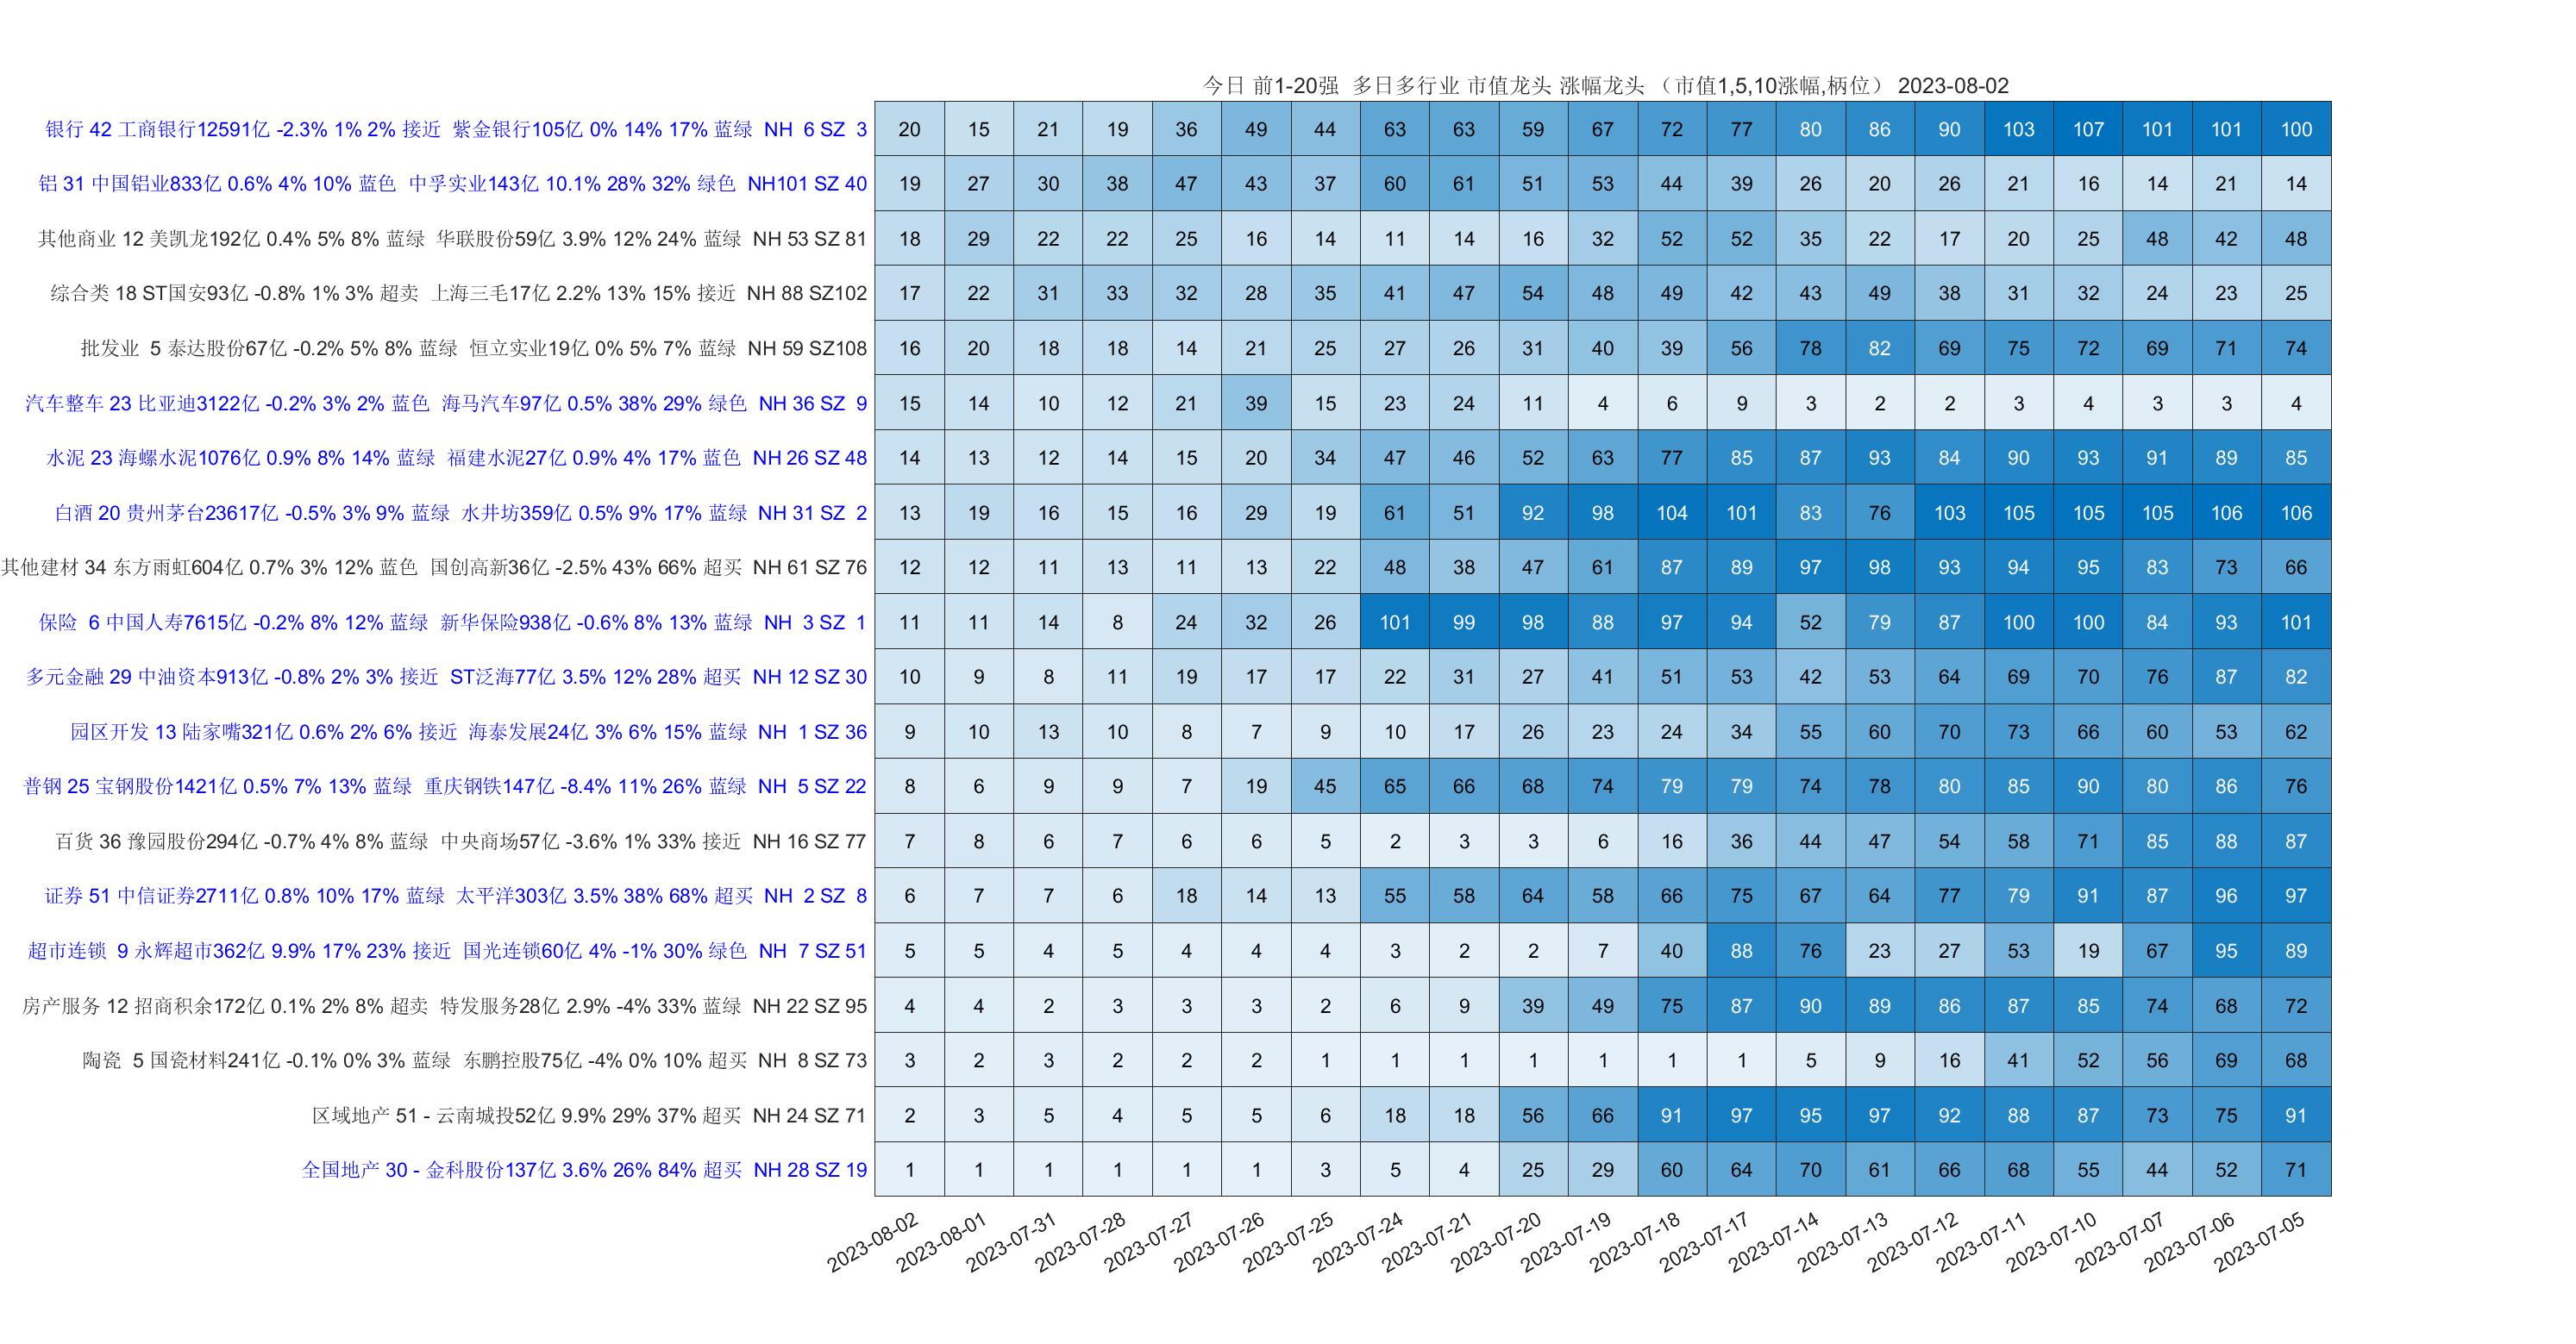 今日 前1-20强 多日多行业 市值龙头 涨幅龙头 （市值1,5,10涨幅,柄位） 2023-08-02
银行 42 工商银行12591亿 -2.3% 1% 2% 接近 紫金银行105亿 0% 14% 17% 蓝绿 NH 6 SZ 3 20 15 21 19 36 49 44 63 63 59 67 72 77 80 86 90 103 107 101 101 100
铝 31 中国铝业833亿 0.6% 4% 10% 蓝色 中孚实业143亿 10.1% 28% 32% 绿色 NH101 SZ 40 19 27 30 38 47 43 37 60 61 51 53 44 39 26 20 26 21 16 14 21 14
其他商业 12 美凯龙192亿 0.4% 5% 8% 蓝绿 华联股份59亿 3.9% 12% 24% 蓝绿 NH 53 SZ 81 18 29 22 22 25 16 14 11 14 16 32 52 52 35 22 17 20 25 48 42 48
综合类 18 ST国安93亿 -0.8% 1% 3% 超卖 上海三毛17亿 2.2% 13% 15% 接近 NH 88 SZ102 17 22 31 33 32 28 35 41 47 54 48 49 42 43 49 38 31 32 24 23 25
批发业 5 泰达股份67亿 -0.2% 5% 8% 蓝绿 恒立实业19亿 0% 5% 7% 蓝绿 NH 59 SZ108 16 20 18 18 14 21 25 27 26 31 40 39 56 78 82 69 75 72 69 71 74
汽车整车 23 比亚迪3122亿 -0.2% 3% 2% 蓝色 海马汽车97亿 0.5% 38% 29% 绿色 NH 36 SZ 9 15 14 10 12 21 39 15 23 24 11 4 6 9 3 2 2 3 4 3 3 4
水泥 23 海螺水泥1076亿 0.9% 8% 14% 蓝绿 福建水泥27亿 0.9% 4% 17% 蓝色 NH 26 SZ 48 14 13 12 14 15 20 34 47 46 52 63 77 85 87 93 84 90 93 91 89 85
白酒 20 贵州茅台23617亿 -0.5% 3% 9% 蓝绿 水井坊359亿 0.5% 9% 17% 蓝绿 NH 31 SZ 2 13 19 16 15 16 29 19 61 51 92 98 104 101 83 76 103 105 105 105 106 106
其他建材 34 东方雨虹604亿 0.7% 3% 12% 蓝色 国创高新36亿 -2.5% 43% 66% 超买 NH 61 SZ 76 12 12 11 13 11 13 22 48 38 47 61 87 89 97 98 93 94 95 83 73 66
保险 6 中国人寿7615亿 -0.2% 8% 12% 蓝绿 新华保险938亿 -0.6% 8% 13% 蓝绿 NH 3 SZ 1 11 11 14 8 24 32 26 101 99 98 88 97 94 52 79 87 100 100 84 93 101
多元金融 29 中油资本913亿 -0.8% 2% 3% 接近 ST泛海77亿 3.5% 12% 28% 超买 NH 12 SZ 30 10 9 8 11 19 17 17 22 31 27 41 51 53 42 53 64 69 70 76 87 82
园区开发 13 陆家嘴321亿 0.6% 2% 6% 接近 海泰发展24亿 3% 6% 15% 蓝绿 NH 1 SZ 36 9 10 13 10 8 7 9 10 17 26 23 24 34 55 60 70 73 66 60 53 62
普钢 25 宝钢股份1421亿 0.5% 7% 13% 蓝绿 重庆钢铁147亿 -8.4% 11% 26% 蓝绿 NH 5 SZ 22 8 6 9 9 7 19 45 65 66 68 74 79 79 74 78 80 85 90 80 86 76
百货 36 豫园股份294亿 -0.7% 4% 8% 蓝绿 中央商场57亿 -3.6% 1% 33% 接近 NH 16 SZ 77 7 8 6 7 6 6 5 2 3 3 6 16 36 44 47 54 58 71 85 88 87
证券 51 中信证券2711亿 0.8% 10% 17% 蓝绿 太平洋303亿 3.5% 38% 68% 超买 NH 2 SZ 8 6 7 7 6 18 14 13 55 58 64 58 66 75 67 64 77 79 91 87 96 97
超市连锁 9 永辉超市362亿 9.9% 17% 23% 接近 国光连锁60亿 4% -1% 30% 绿色 NH 7 SZ 51 5 5 4 5 4 4 4 3 2 2 7 40 88 76 23 27 53 19 67 95 89
房产服务 12 招商积余172亿 0.1% 2% 8% 超卖 特发服务28亿 2.9% -4% 33% 蓝绿 NH 22 SZ 95 4 4 2 3 3 3 2 6 9 39 49 75 87 90 89 86 87 85 74 68 72
陶瓷 5 国瓷材料241亿 -0.1% 0% 3% 蓝绿 东鹏控股75亿 -4% 0% 10% 超买 NH 8 SZ 73 3 2 3 2 2 2 1 1 1 1 1 1 1 5 9 16 41 52 56 69 68
区域地产 51 - 云南城投52亿 9.9% 29% 37% 超买 NH 24 SZ 71 2 3 5 4 5 5 6 18 18 56 66 91 97 95 97 92 88 87 73 75 91
全国地产 30 - 金科股份137亿 3.6% 26% 84% 超买 NH 28 SZ 19 1 1 1 1 1 1 3 5 4 25 29 60 64 70 61 66 68 55 44 52 71
2023-08-02 2023-08-01 2023-07-31 2023-07-28 2023-07-27 2023-07-26 2023-07-25 2023-07-24 2023-07-21 2023-07-20 2023-07-19 2023-07-18 2023-07-17 2023-07-14 2023-07-13 2023-07-12 2023-07-11 2023-07-10 2023-07-07 2023-07-06 2023-07-05